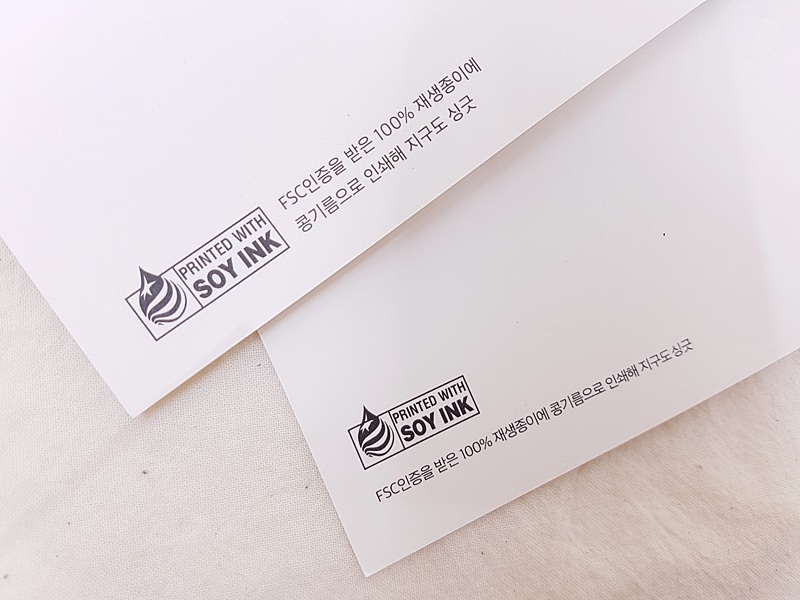 FSC인증을 받은 100% 재생종이에
콩기름으로 인쇄해 지구도 싱긋
PRINTED WITH
SOY INK
PRINTED WITH
SOY INK
FSC인증을 받은 100% 재생종이에 콩기름으로 인쇄해 지구도 싱긋